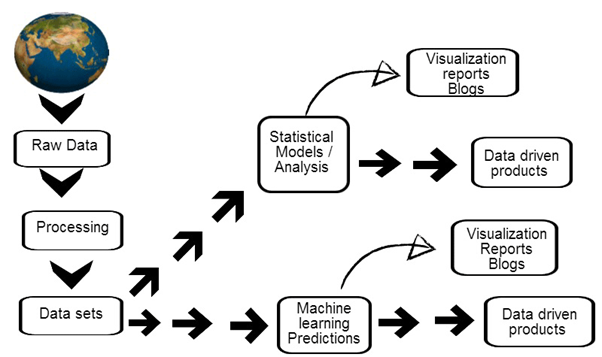 Raw Data
Processing
Data sets
Statistical
Models /
Analysis
Visualization
reports
Blogs
Data driven
products
Machine
learning
Predictions
Visualization
Reports
Blogs
Data driven
products